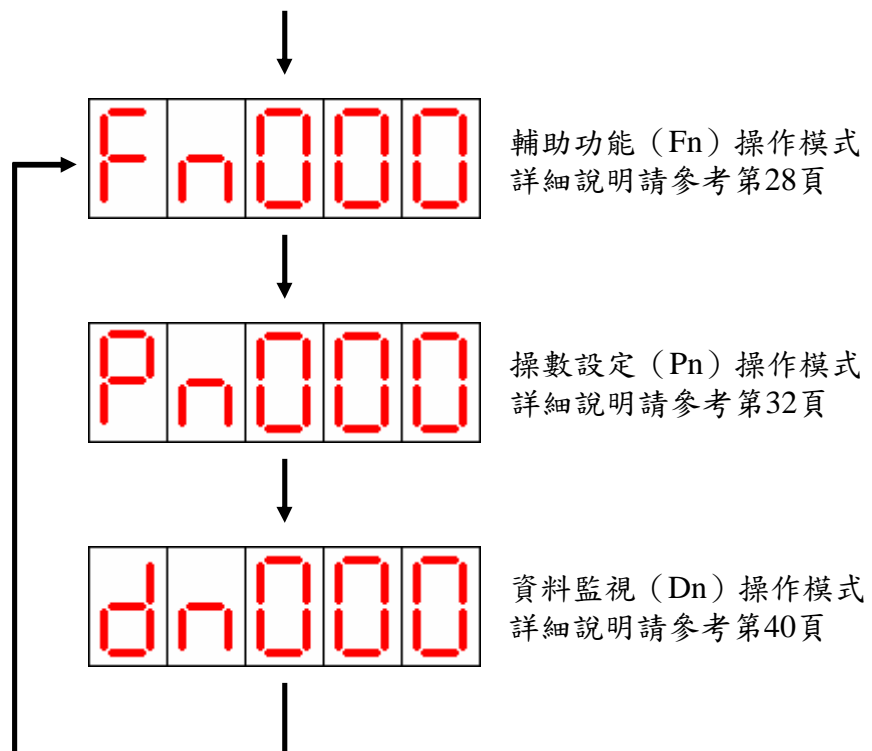 Fn000
輔助功能（Fn）操作模式
詳細說明請參考第28頁
Pn000
操數設定（Pn）操作模式
詳細說明請參考第32頁
dn000
資料監視（Dn）操作模式
詳細說明請參考第40頁